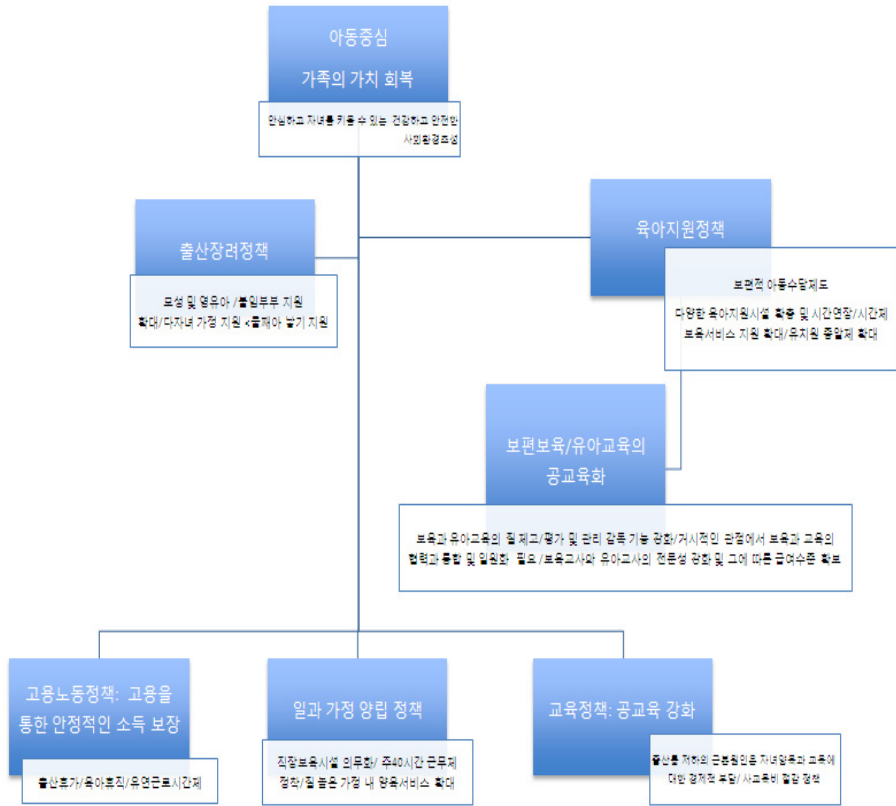 아동중심
가족의 가치 회복
안심하고 자녀를 키울 수 있는 건강하고 안전한
사회환경조성
출산장려정책
모성 및 영유아 /불임부부 지원
확대/다자녀 가정 지원 <둘째아 낳기 지원
육아지원정책
보편적 아동수당제도
다양한 육아지원시설 확충 및 시간연장/시간제
보육서비스 지원 확대/유치원 종일제 확대
보편보육/유아교육의
공교육화
보육과 유아교육의 질 제고/평가 및 관리 감독 기능 강화/거시적인 관점에서 보육과 교육의
협력과 통합 및 일원화 필요 /보육교사와 유아교사의 전문성 강화 및 그에 따른 급여수준 확보
고용노동정책: 고용을
통한 안정적인 소득 보장
출산휴가/육아휴직/유연근로시간제
일과 가정 양립 정책
직장보육시설 의무화/ 주40시간 근무제
정착/질 높은 가정 내 양육서비스 확대
교육정책: 공교육 강화
출산률 저하의 근본원인은 자녀양육과 교육에
대한 경제적 부담/ 사교육비 절감 정책